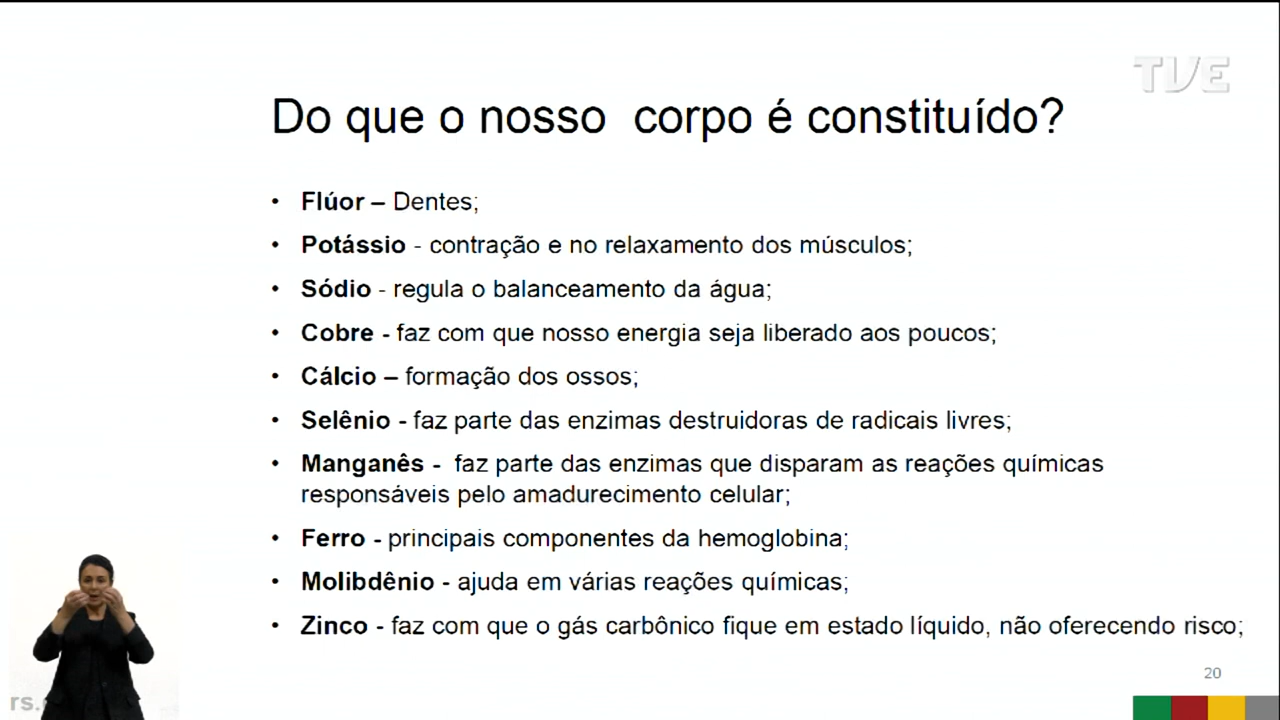 TVE
Do que o nosso corpo é constituído?
• Flúor – Dentes;
• Potássio - contração e no relaxamento dos músculos;
• Sódio - regula o balanceamento da água;
• Cobre - faz com que nosso energia seja liberado aos poucos;
• Cálcio – formação dos ossos;
• Selênio - faz parte das enzimas destruidoras de radicais livres;
• Manganês - faz parte das enzimas que disparam as reações químicas
responsáveis pelo amadurecimento celular;
• Ferro - principais componentes da hemoglobina;
• Molibdênio - ajuda em várias reações químicas;
• Zinco - faz com que o gás carbônico fique em estado líquido, não oferecendo risco;
20
rs.